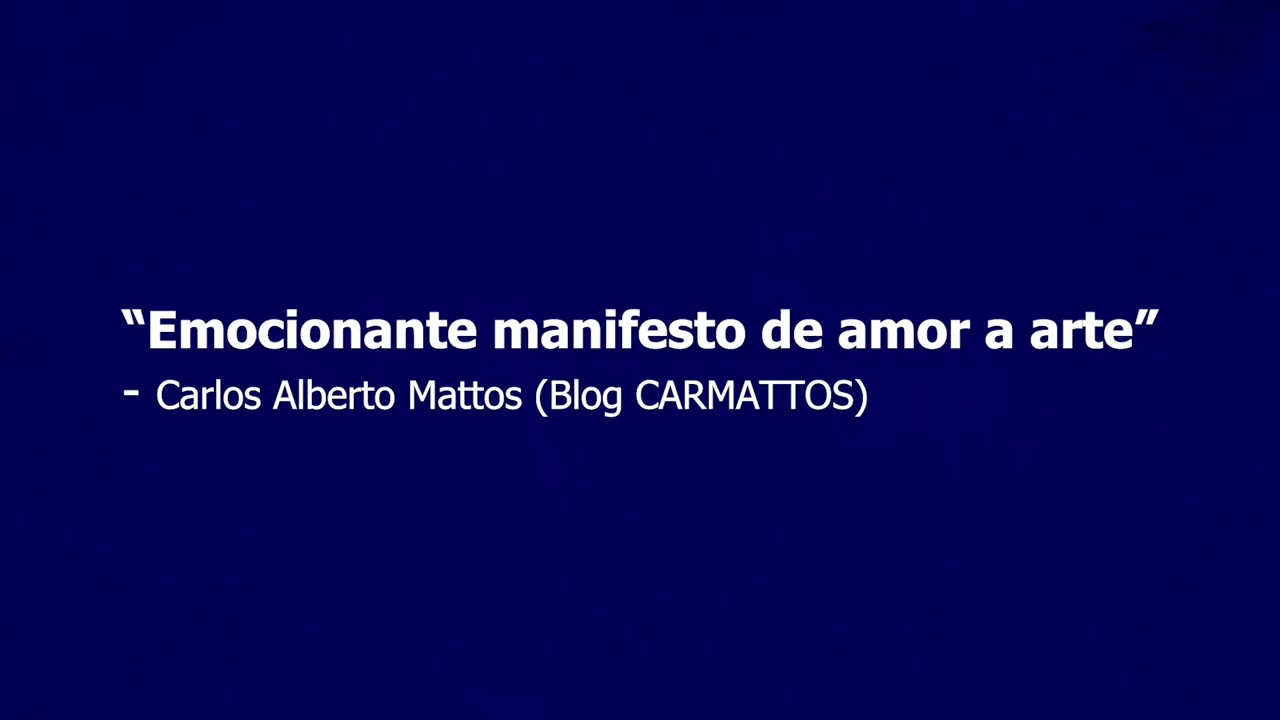 “Emocionante manifesto de amor a arte”
- Carlos Alberto Mattos (Blog CARMATTOS)